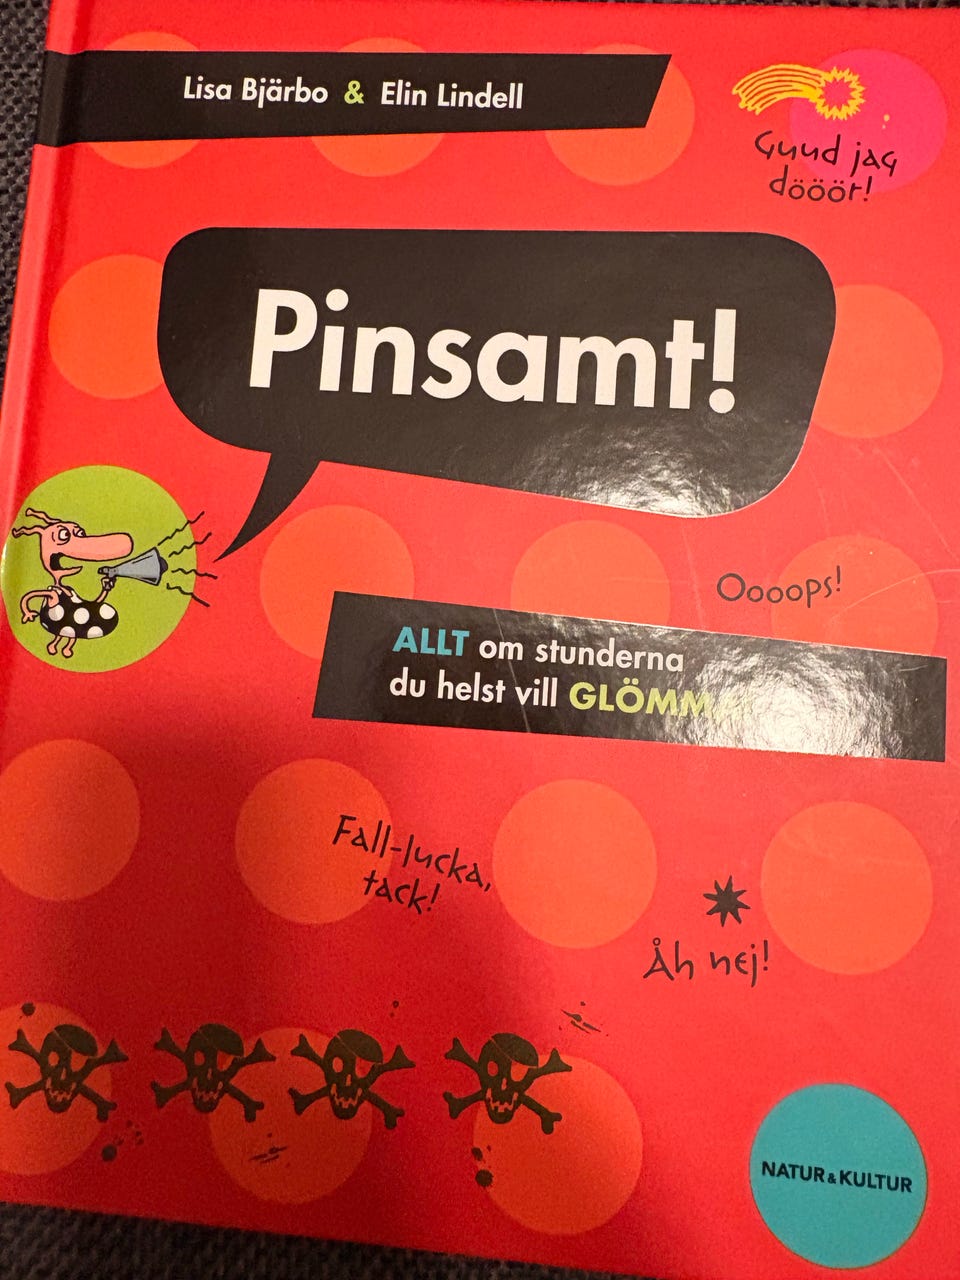 Lisa Bjärbo & Elin Lindell
Guud jag
dööör!
Pinsamt!
Oooops!
ALLT om stunderna
du helst vill GLÖMMA
Fall-lucka,
tack!
Åh nej!
NATUR & KULTUR